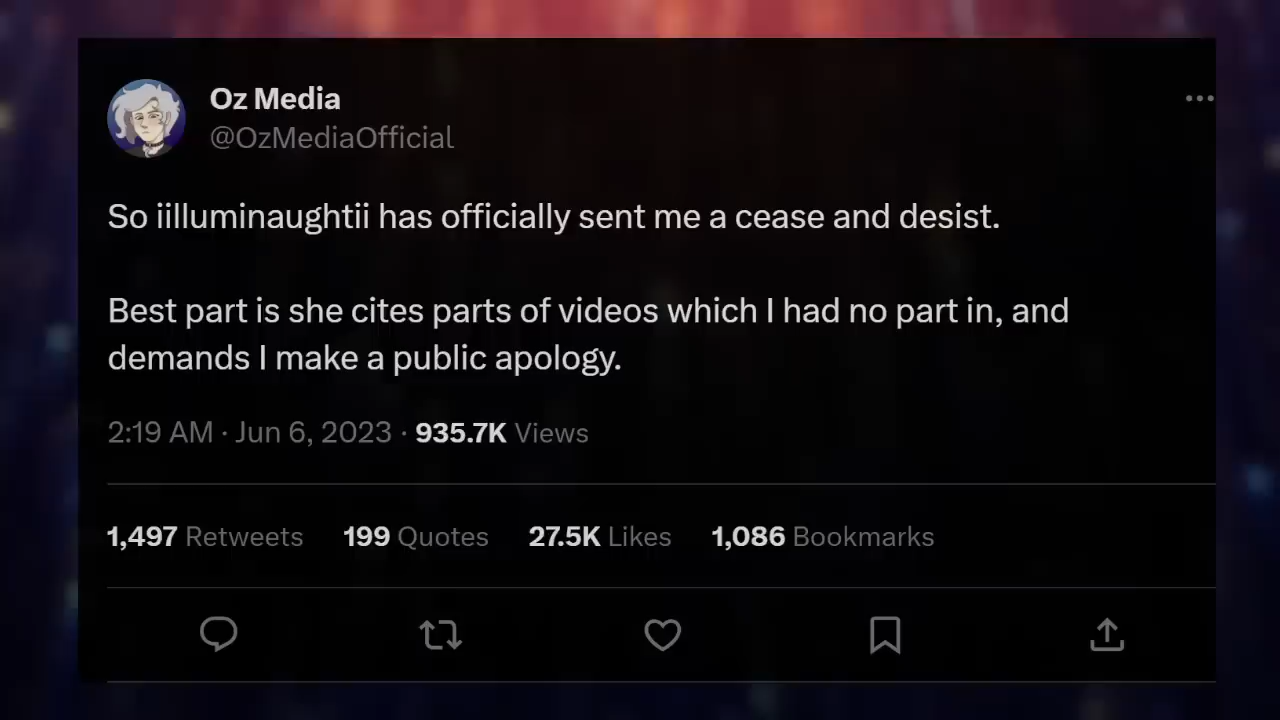 Oz Media
@OzMediaOfficial
So iilluminaughtii has officially sent me a cease and desist.
Best part is she cites parts of videos which I had no part in, and
demands I make a public apology.
2:19 AM · Jun 6, 2023 · 935.7K Views
1,497 Retweets 199 Quotes 27.5K Likes 1,086 Bookmarks